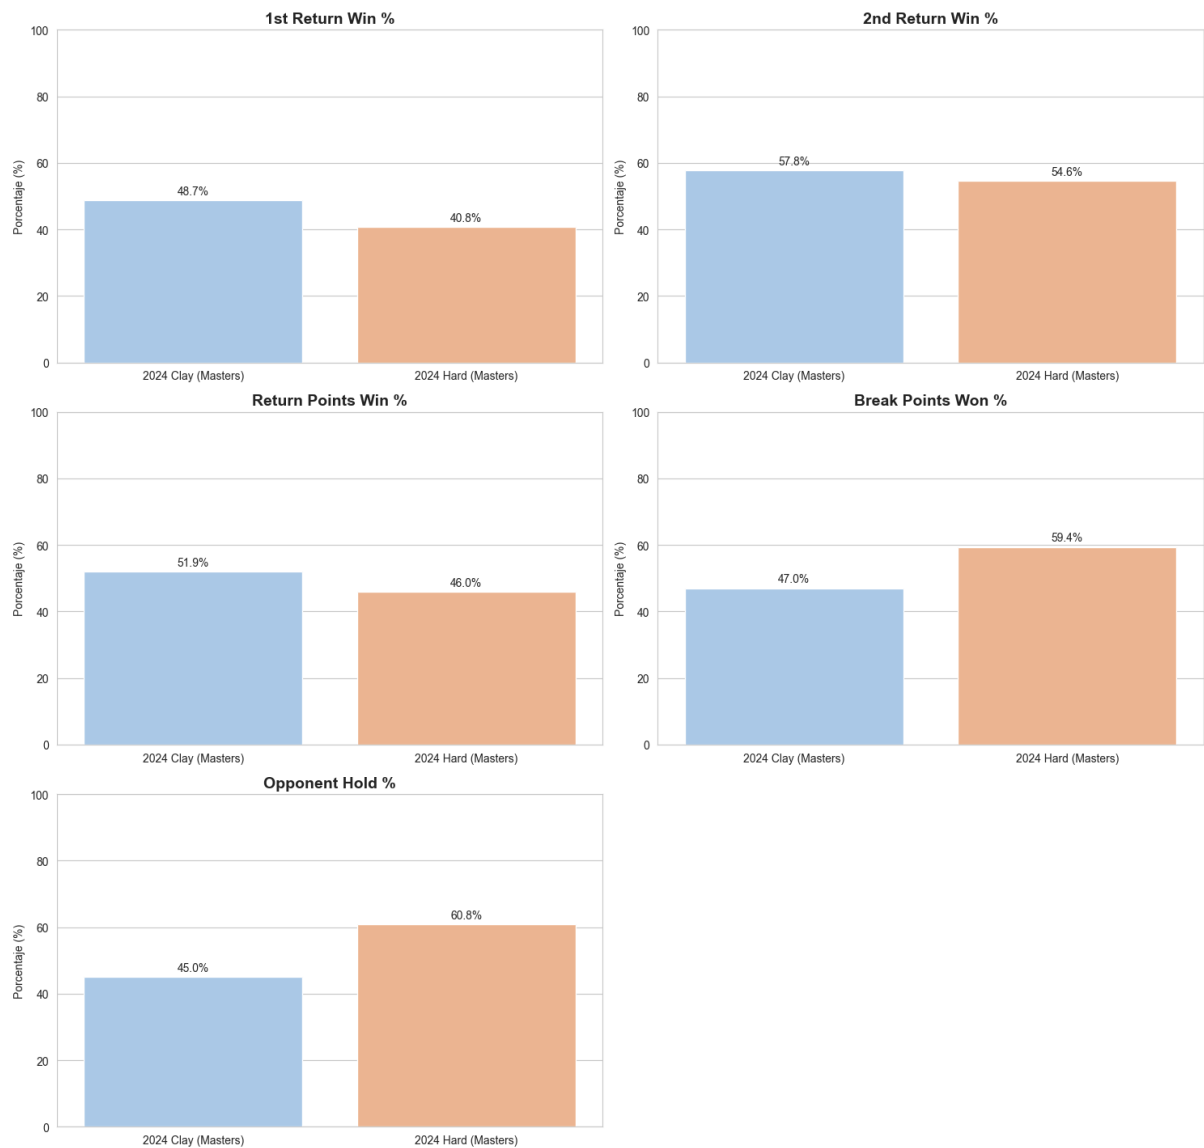 1st Return Win %
100
80
60
40
20
0
Porcentaje (%)
48.7%
40.8%
2024 Clay (Masters)
2024 Hard (Masters)
2nd Return Win %
100
80
60
40
20
0
Porcentaje (%)
57.8%
54.6%
2024 Clay (Masters)
2024 Hard (Masters)
Return Points Win %
100
80
60
40
20
0
Porcentaje (%)
51.9%
46.0%
2024 Clay (Masters)
2024 Hard (Masters)
Break Points Won %
100
80
60
40
20
0
Porcentaje (%)
47.0%
59.4%
2024 Clay (Masters)
2024 Hard (Masters)
Opponent Hold %
100
80
60
40
20
0
Porcentaje (%)
45.0%
60.8%
2024 Clay (Masters)
2024 Hard (Masters)